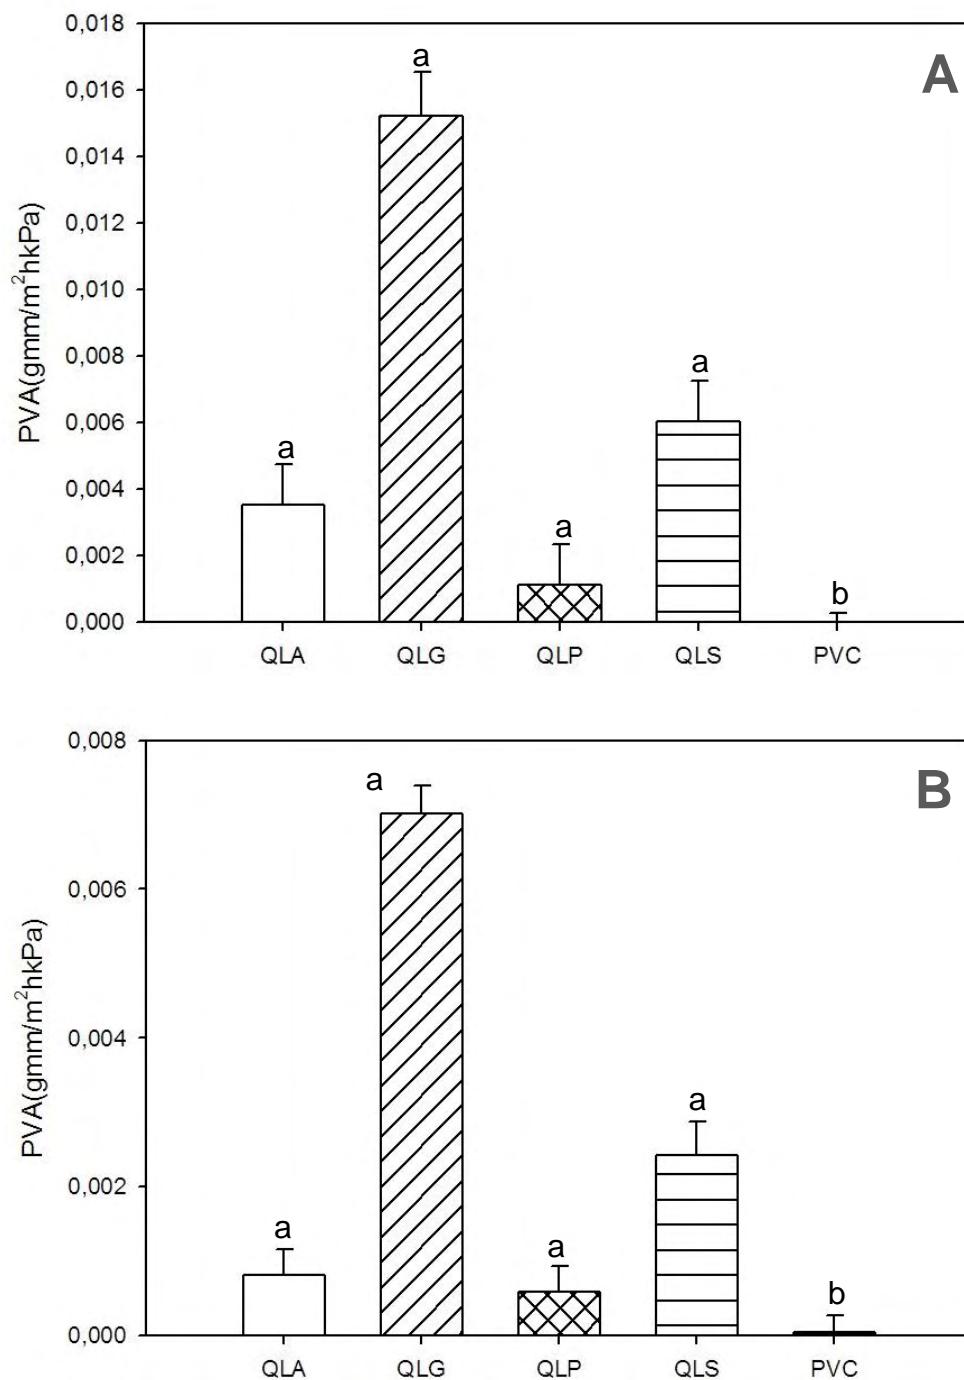 A
PVA(gmm/m²hkPa)
0,018
0,016
0,014
0,012
0,010
0,008
0,006
0,004
0,002
0,000
a
a
a
a
b
QLA QLG QLP QLS PVC
B
PVA(gmm/m²hkPa)
0,008
0,006
0,004
0,002
0,000
a
a
a
a
b
QLA QLG QLP QLS PVC